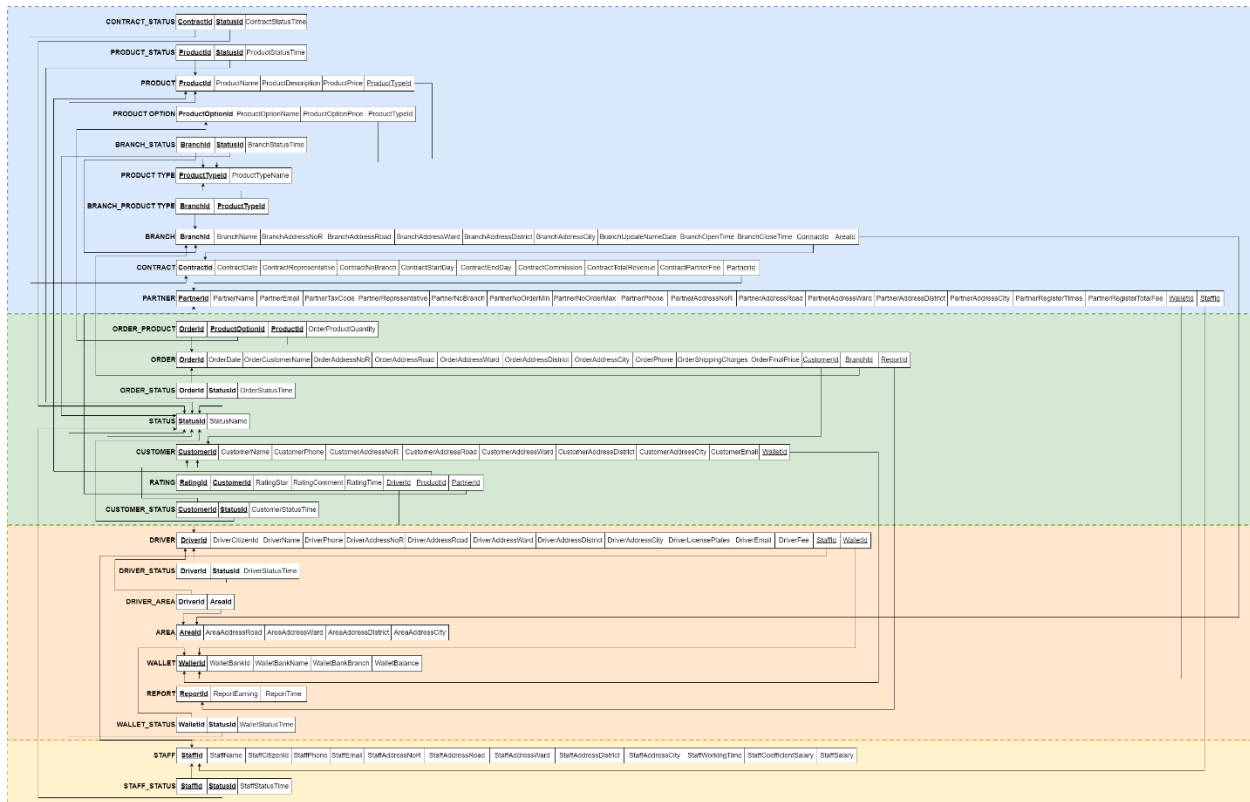 CONTRACT_STATUS ContractId StatusId ContractStatusTime
PRODUCT_STATUS ProductId StatusId ProductStatusTime
PRODUCT ProductId ProductName ProductDescription ProductPrice ProductTypeId
PRODUCT OPTION ProductOptionId ProductOptionName ProductOptionPrice ProductTypeId
BRANCH_STATUS BranchId StatusId BranchStatusTime
PRODUCT TYPE ProductTypeId ProductTypeName
BRANCH_PRODUCT TYPE BranchId ProductTypeId
BRANCH BranchId BranchName BranchAddressNoR BranchAddressRoad BranchAddressWard BranchAddressDistrict BranchAddressCity BranchUpdateNameDate BranchOpenTime BranchCloseTime ContractId AreaId
CONTRACT ContractId ContractDate ContractRepresentative ContractNoBranch ContractStartDay ContractEndDay ContractCommission ContractTotalRevenue ContractPartnerFee PartnerId
PARTNER PartnerId PartnerName PartnerEmail PartnerTaxCode PartnerRepresentative PartnerNoBranch PartnerNoOrderMin PartnerNoOrderMax PartnerPhone PartnerAddressNoR PartnerAddressRoad PartnerAddressWard PartnerAddressDistrict PartnerAddressCity PartnerRegisterTimes PartnerRegisterTotalFee WalletId StaffId
ORDER_PRODUCT OrderId ProductOptionId ProductId OrderProductQuantity
ORDER OrderId OrderDate OrderCustomerName OrderAddressNoR OrderAddressRoad OrderAddressWard OrderAddressDistrict OrderAddressCity OrderPhone OrderShippingCharges OrderFinalPrice CustomerId BranchId ReportId
ORDER_STATUS OrderId StatusId OrderStatusTime
STATUS StatusId StatusName
CUSTOMER CustomerId CustomerName CustomerPhone CustomerAddressNoR CustomerAddressRoad CustomerAddressWard CustomerAddressDistrict CustomerAddressCity CustomerEmail WalletId
RATING RatingId CustomerId RatingStar RatingComment RatingTime DriverId ProductId PartnerId
CUSTOMER_STATUS CustomerId StatusId CustomerStatusTime
DRIVER DriverId DriverCitizenId DriverName DriverPhone DriverAddressNoR DriverAddressRoad DriverAddressWard DriverAddressDistrict DriverAddressCity DriverLicensePlates DriverEmail DriverFee StaffId WalletId
DRIVER_STATUS DriverId StatusId DriverStatusTime
DRIVER_AREA DriverId AreaId
AREA AreaId AreaAddressRoad AreaAddressWard AreaAddressDistrict AreaAddressCity
WALLET WallerId WalletBankId WalletBankName WalletBankBranch WalletBalance
REPORT ReportId ReportEarning ReportTime
WALLET_STATUS WalletId StatusId WalletStatusTime
STAFF StaffId StaffName StaffCitizenId StaffPhone StaffEmail StaffAddressNoR StaffAddressRoad StaffAddressWard StaffAddressDistrict StaffAddressCity StaffWorkingTime StaffCoefficientSalary StaffSalary
STAFF_STATUS StaffId StatusId StaffStatusTime